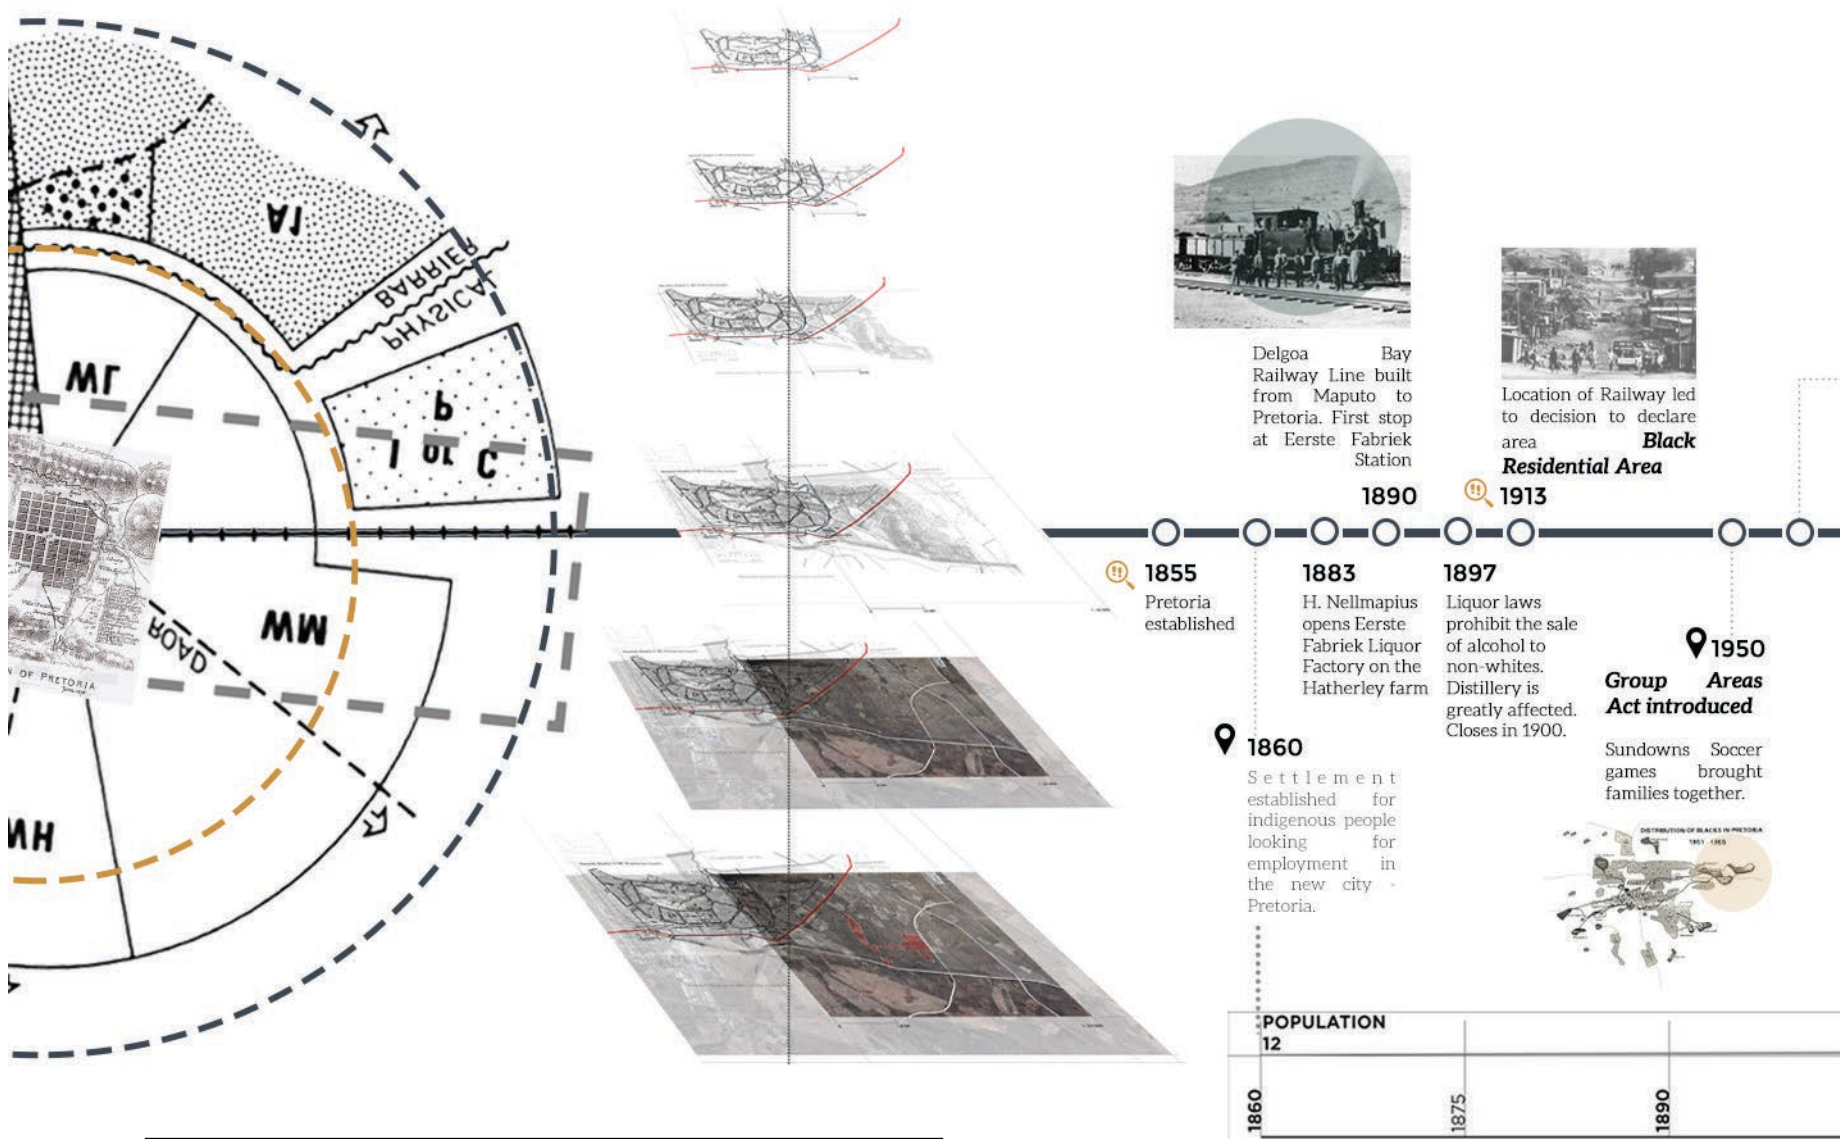 AL
BARRIER
PHYSICAL
WL
P
I or C
WM
ROAD
N OF PRETORIA
WH
Delgoa Bay
Railway Line built
from Maputo to
Pretoria. First stop
at Eerste Fabriek
Station
1890
Location of Railway led
to decision to declare
area Black
Residential Area
1913
1855
Pretoria
established
1860
Settlement
established for
indigenous people
looking for
employment in
the new city -
Pretoria.
1883
H. Nellmapius
opens Eerste
Fabriek Liquor
Factory on the
Hatherley farm
1897
Liquor laws
prohibit the sale
of alcohol to
non-whites.
Distillery is
greatly affected.
Closes in 1900.
1950
Group Areas
Act introduced
Sundowns Soccer
games brought
families together.
DISTRIBUTION OF BLACKS IN PRETORIA
POPULATION
12
1860
1875
1890